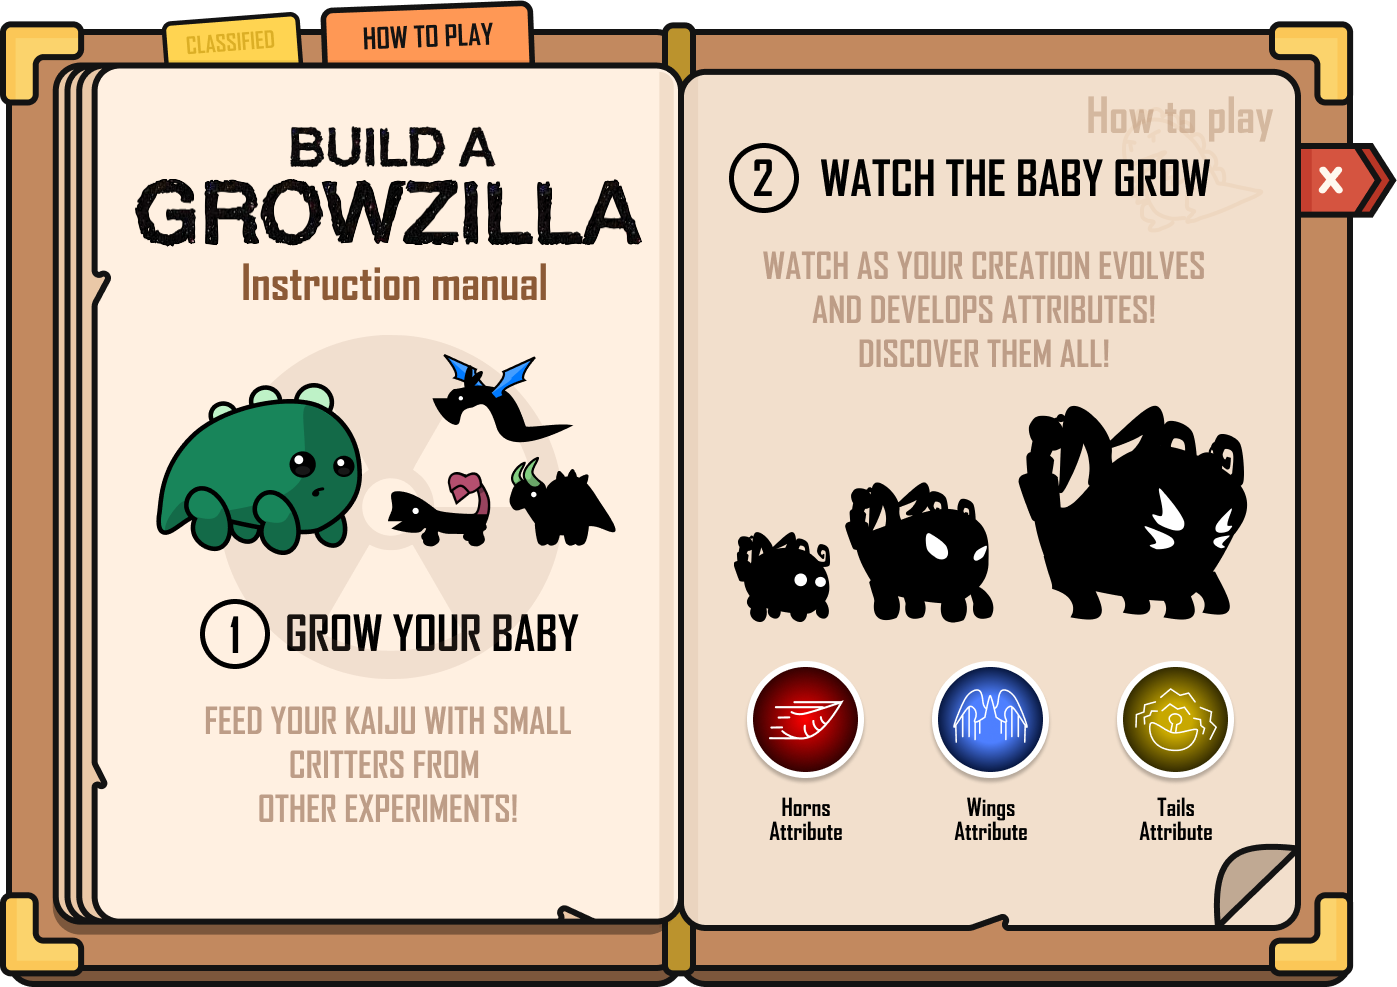 CLASSIFIED
HOW TO PLAY
BUILD A
GROWZILLA
Instruction manual
1 GROW YOUR BABY
FEED YOUR KAIJU WITH SMALL
CRITTERS FROM
OTHER EXPERIMENTS!
How to play
2 WATCH THE BABY GROW
WATCH AS YOUR CREATION EVOLVES
AND DEVELOPS ATTRIBUTES!
DISCOVER THEM ALL!
Horns
Attribute
Wings
Attribute
Tails
Attribute
X